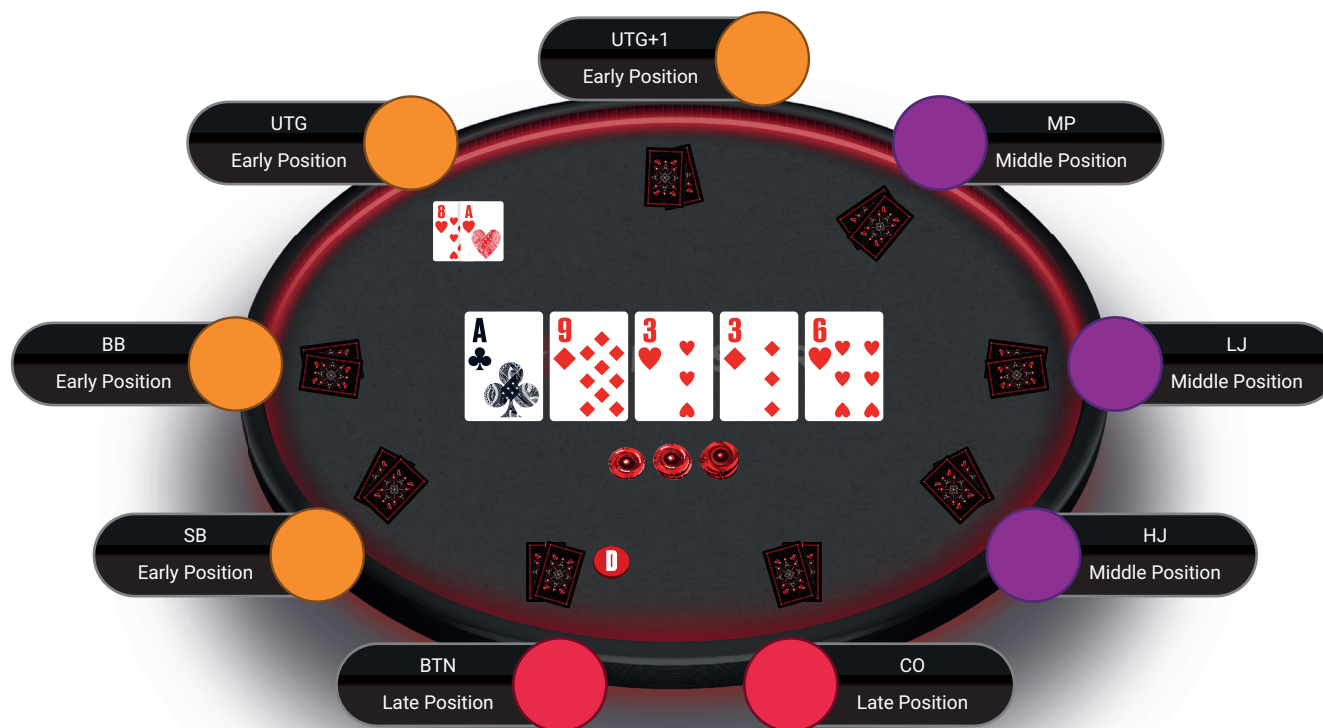 UTG+1
Early Position
UTG
Early Position
MP
Middle Position
8 A
A 9 3 3 6
BB
Early Position
LJ
Middle Position
SB
Early Position
HJ
Middle Position
D
BTN
Late Position
CO
Late Position